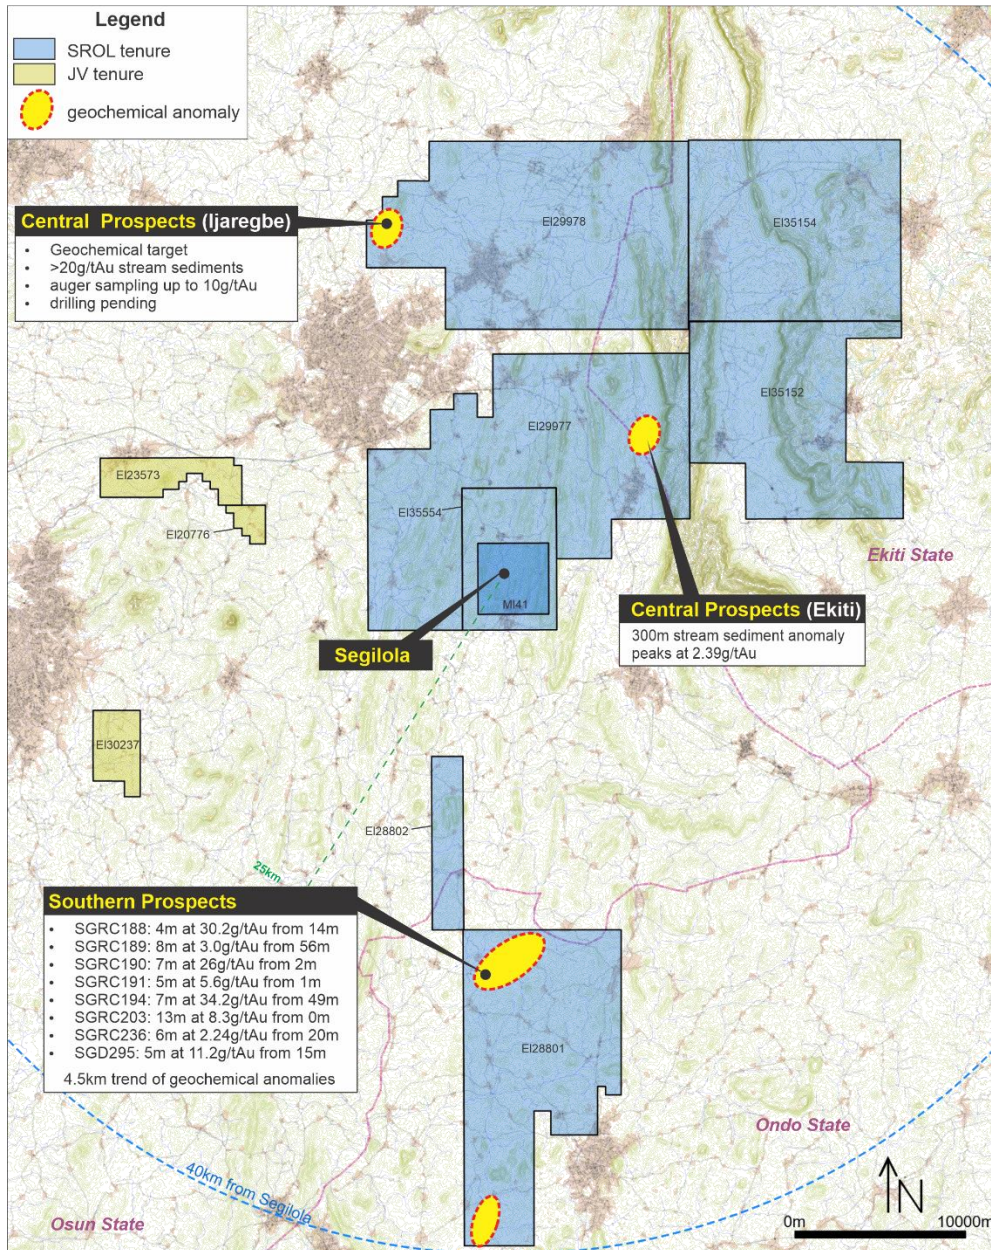 Legend
SROL tenure
JV tenure
geochemical anomaly
Central Prospects (Ijaregbe)
• Geochemical target
• >20g/tAu stream sediments
• auger sampling up to 10g/tAu
• drilling pending
EI29978
EI35154
EI35152
EI29977
EI23573
EI20776
EI35554
MI41
Segilola
Ekiti State
Central Prospects (Ekiti)
300m stream sediment anomaly
peaks at 2.39g/tAu
EI30237
EI28802
25km
Southern Prospects
• SGRC188: 4m at 30.2g/tAu from 14m
• SGRC189: 8m at 3.0g/tAu from 56m
• SGRC190: 7m at 26g/tAu from 2m
• SGRC191: 5m at 5.6g/tAu from 1m
• SGRC194: 7m at 34.2g/tAu from 49m
• SGRC203: 13m at 8.3g/tAu from 0m
• SGRC236: 6m at 2.24g/tAu from 20m
• SGD295: 5m at 11.2g/tAu from 15m
4.5km trend of geochemical anomalies
EI28801
Ondo State
40km from Segilola
Osun State
N
0m
10000m